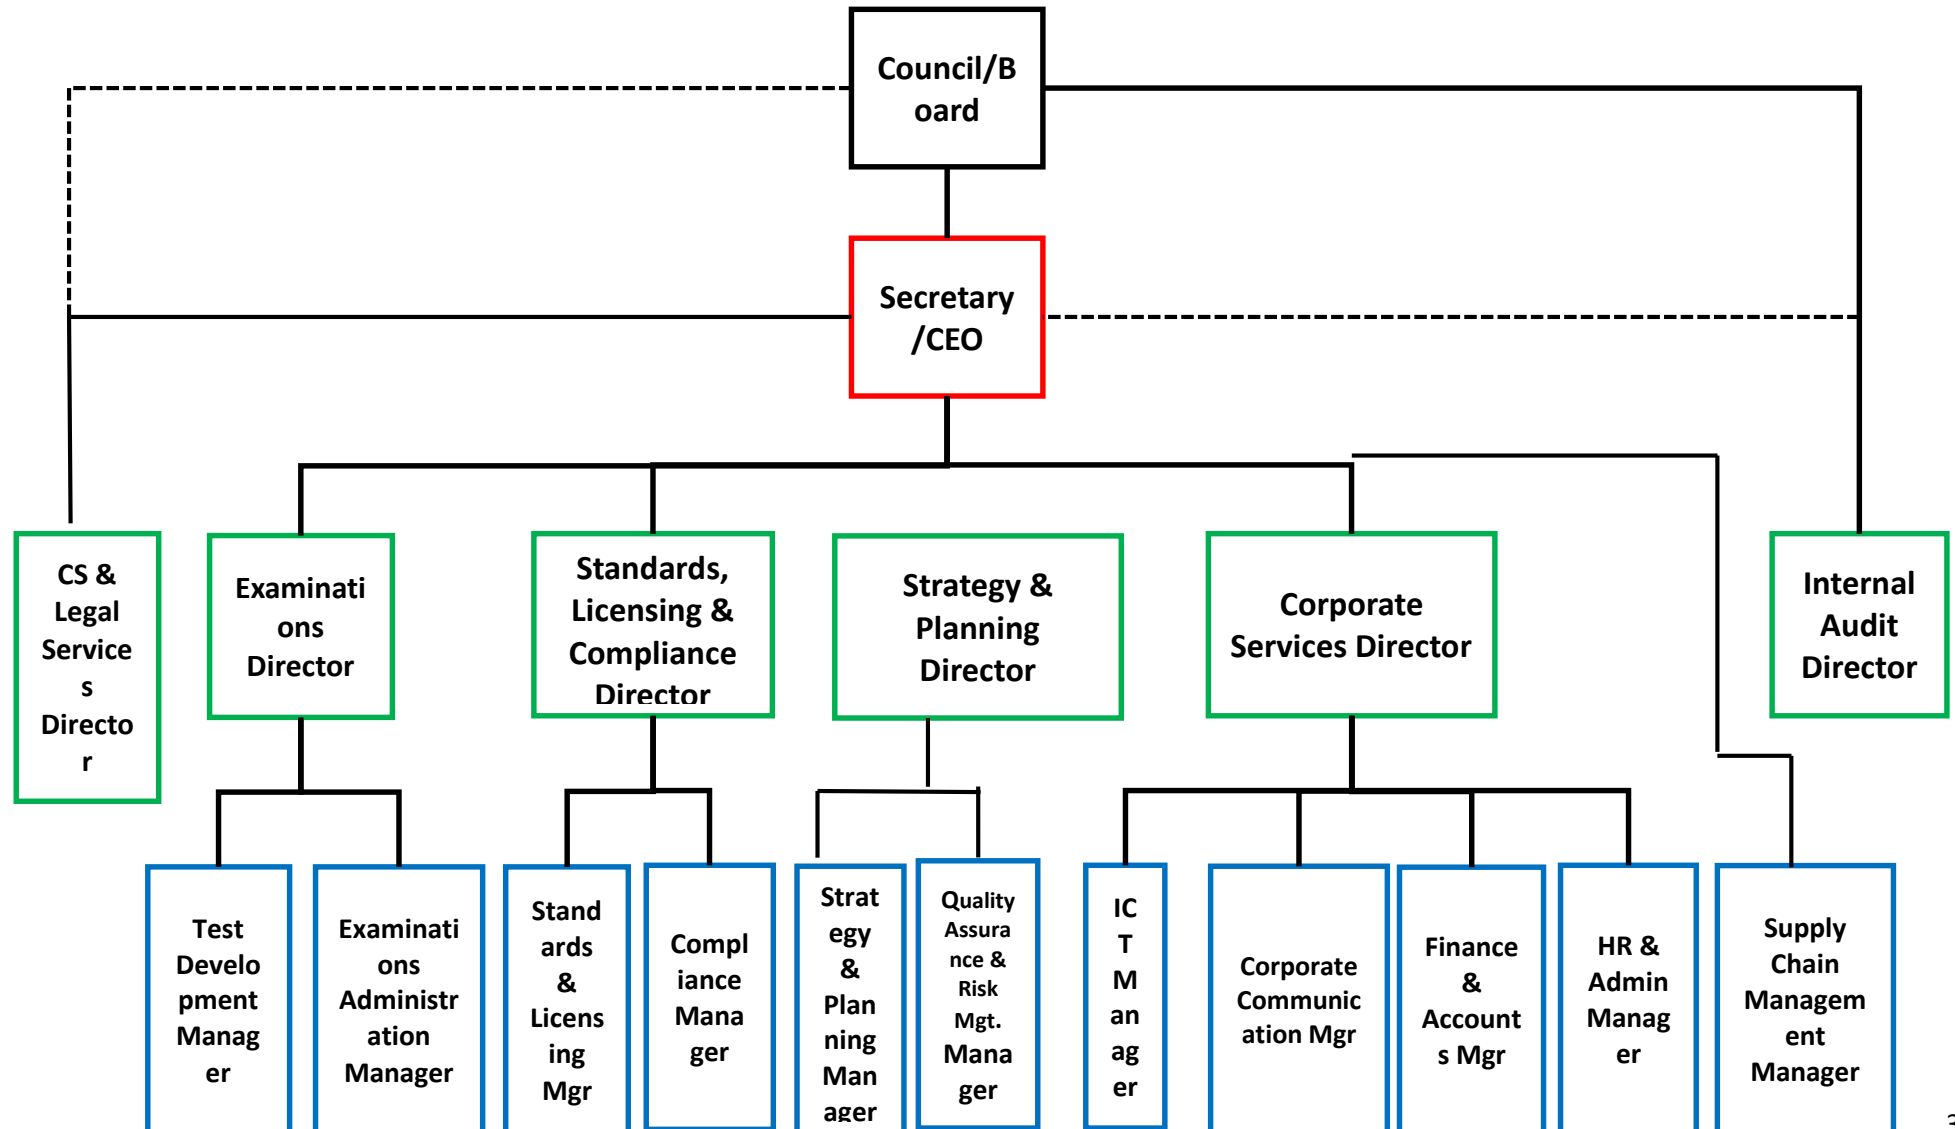 Council/B
oard
Secretary
/CEO
CS &
Legal
Service
s
Directo
r
Examinati
ons
Director
Standards,
Licensing &
Compliance
Director
Strategy &
Planning
Director
Corporate
Services Director
Internal
Audit
Director
Test
Develo
pment
Manag
er
Examinati
ons
Administr
ation
Manager
Stand
ards
&
Licens
ing
Mgr
Compl
iance
Mana
ger
Strat
egy
&
Plan
ning
Man
ager
Quality
Assura
nce &
Risk
Mgt.
Mana
ger
IC
T
M
an
ag
er
Corporate
Communic
ation Mgr
Finance
&
Account
s Mgr
HR &
Admin
Manag
er
Supply
Chain
Managem
ent
Manager